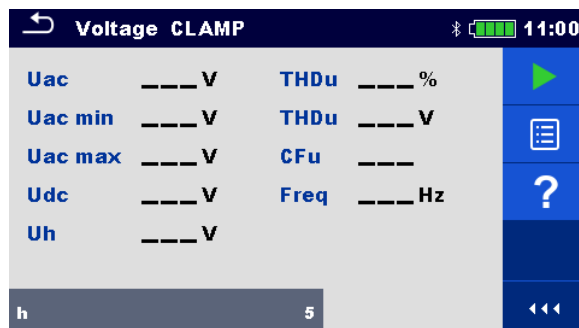 Voltage CLAMP 11:00
Uac ___V THDu ___%
Uac min ___V THDu ___V
Uac max ___V CFu ___
Udc ___V Freq ___Hz
Uh ___V
?
h 5